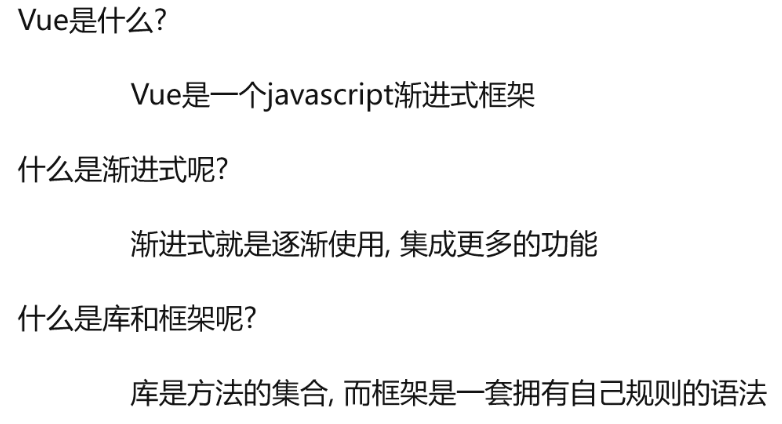 Vue是什么?
Vue是一个javascript渐进式框架
什么是渐进式呢?
渐进式就是逐渐使用, 集成更多的功能
什么是库和框架呢?
库是方法的集合, 而框架是一套拥有自己规则的语法